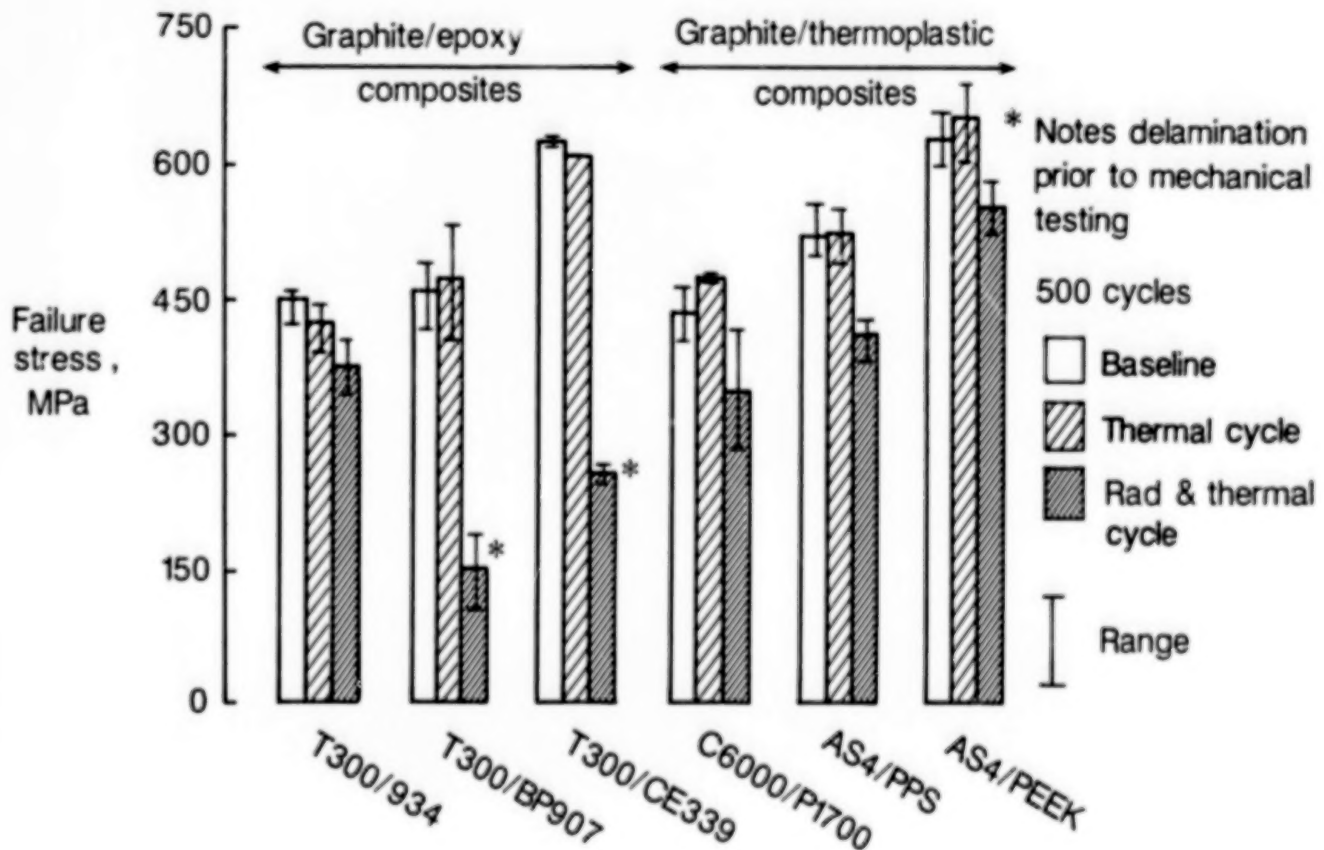 750
600
450
300
150
0
Failure
stress ,
MPa
Graphite/epoxy
composites
Graphite/thermoplastic
composites
*
*
* Notes delamination
prior to mechanical
testing
500 cycles
Baseline
Thermal cycle
Rad & thermal
cycle
Range
T300/934
T300/BP907
T300/CE339
C6000/P1700
AS4/PPS
AS4/PEEK